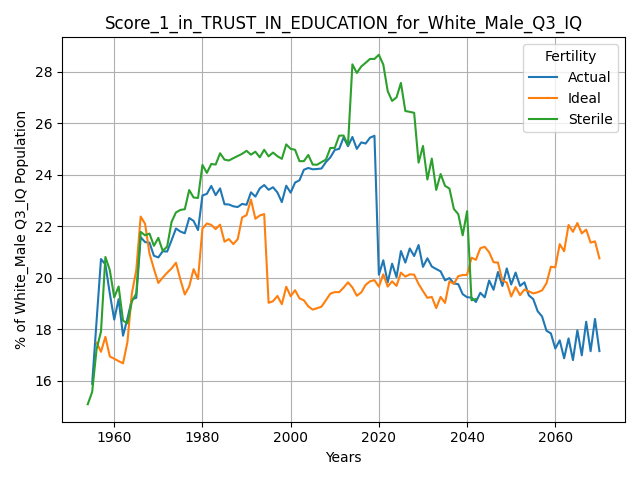 Score_1_in_TRUST_IN_EDUCATION_for_White_Male_Q3_IQ
Fertility
Actual
Ideal
Sterile
% of White_Male Q3_IQ Population
28
26
24
22
20
18
16
1960
1980
2000
2020
2040
2060
Years